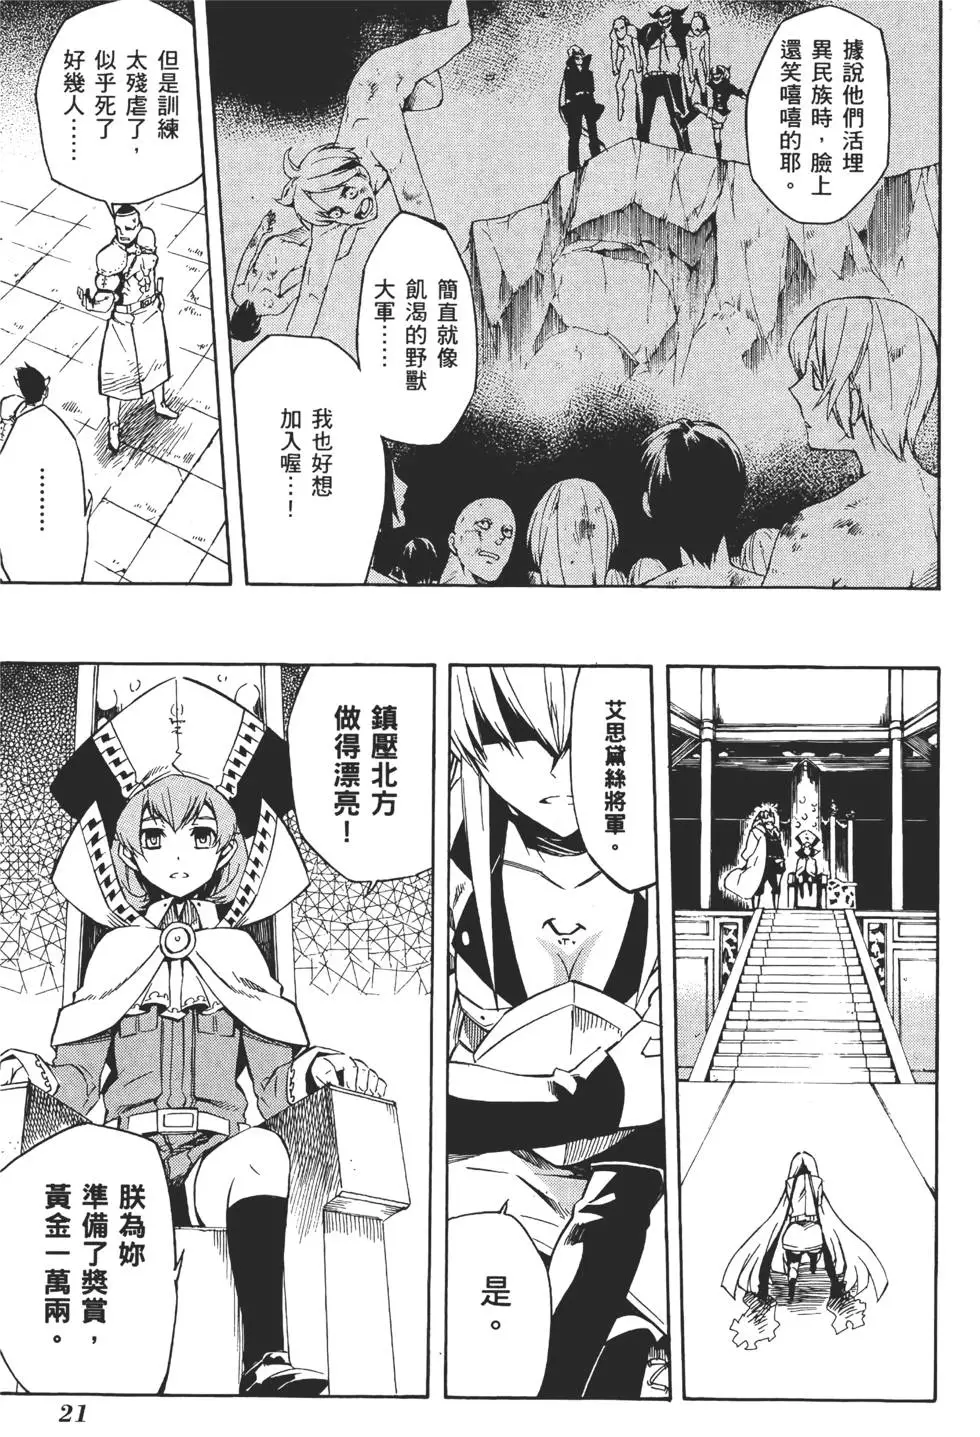 據說他們活埋
異民族時，臉上
還笑嘻嘻的耶。
簡直就像
飢渴的野獸
大軍……
我也好想
加入喔…！
但是訓練
太殘虐了，
似乎死了
好幾人……
………
艾思黛絲將軍。
是。
鎮壓北方
做得漂亮！
朕為妳
準備了獎賞，
黃金一萬兩。
21